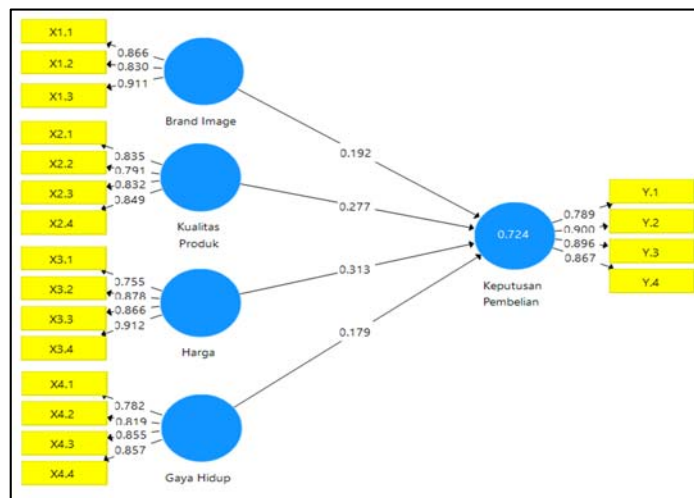 X1.1
X1.2
X1.3
0.866
0.830
0.911
Brand Image
X2.1
X2.2
X2.3
X2.4
0.835
0.791
0.832
0.849
Kualitas
Produk
X3.1
X3.2
X3.3
X3.4
0.755
0.878
0.866
0.912
Harga
X4.1
X4.2
X4.3
X4.4
0.782
0.819
0.855
0.857
Gaya Hidup
0.192
0.277
0.313
0.179
0.724
Keputusan
Pembelian
0.789
0.900
0.896
0.867
Y.1
Y.2
Y.3
Y.4